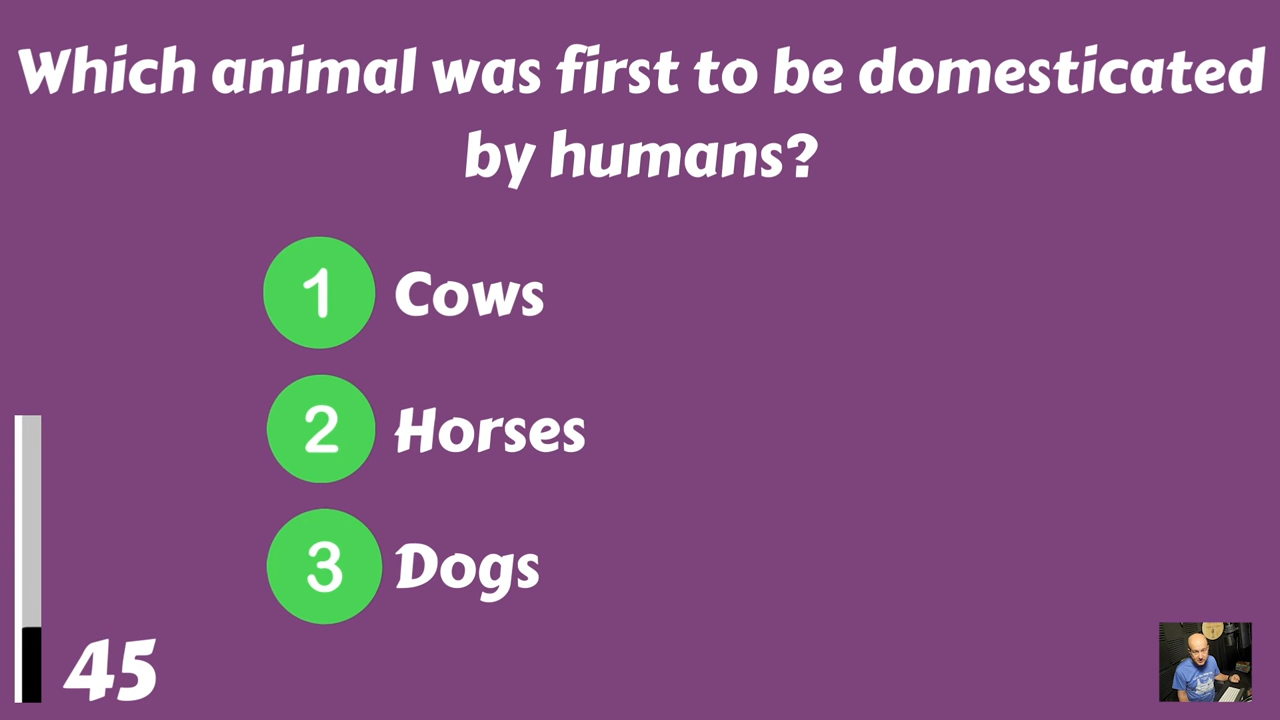 Which animal was first to be domesticated
by humans?
1 Cows
2 Horses
3 Dogs
45